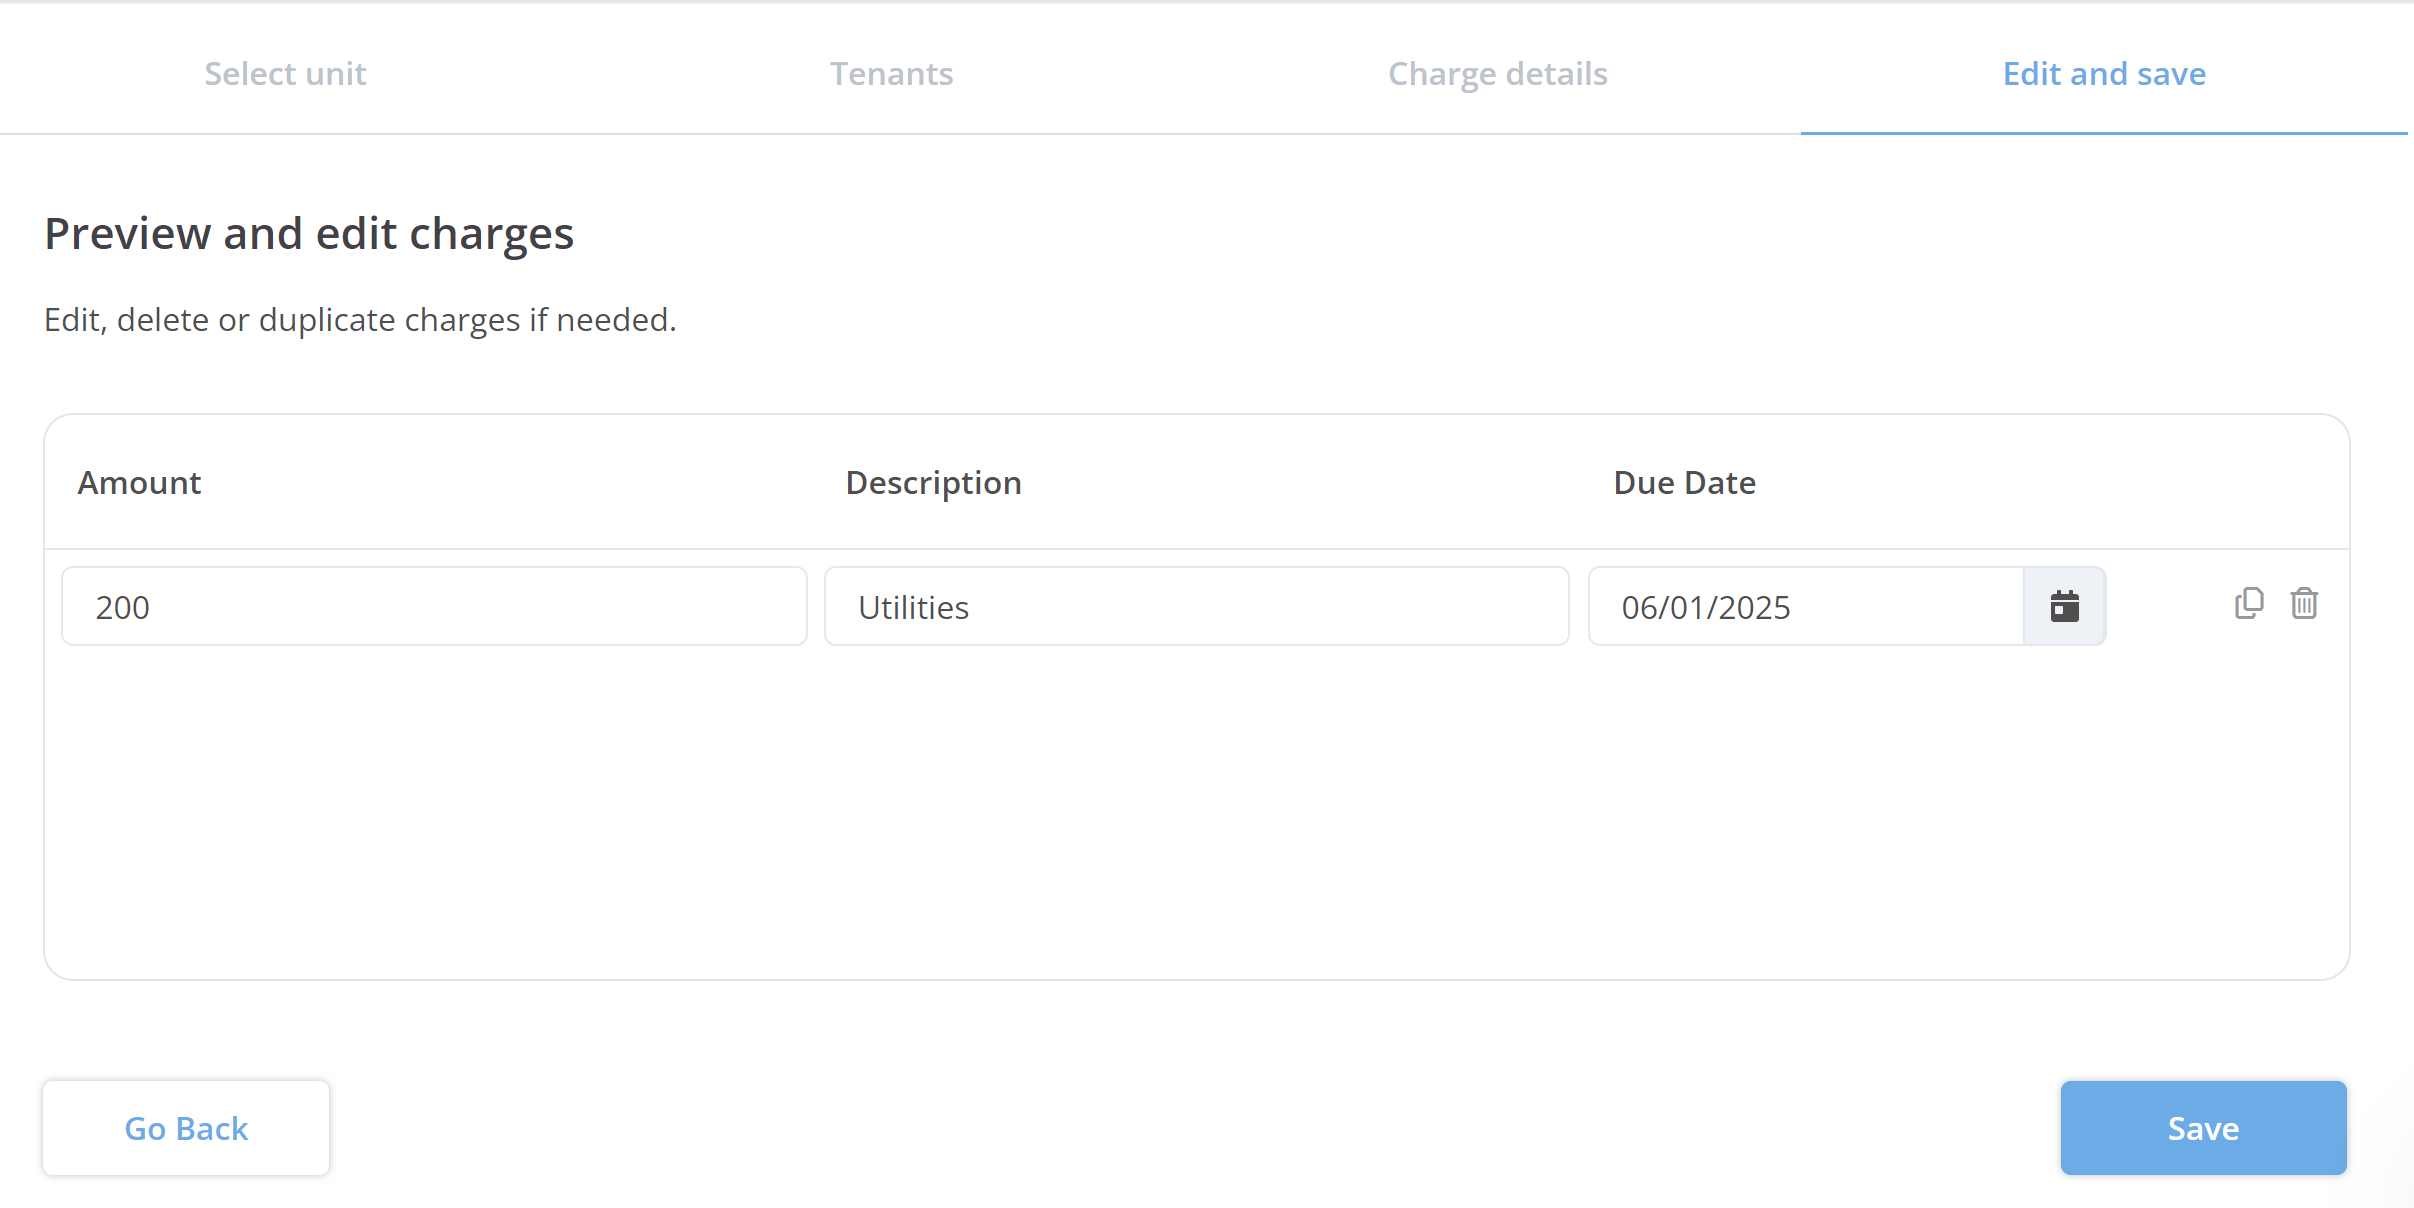 Select unit
Tenants
Charge details
Edit and save
Preview and edit charges
Edit, delete or duplicate charges if needed.
Amount
Description
Due Date
200
Utilities
06/01/2025
Go Back
Save